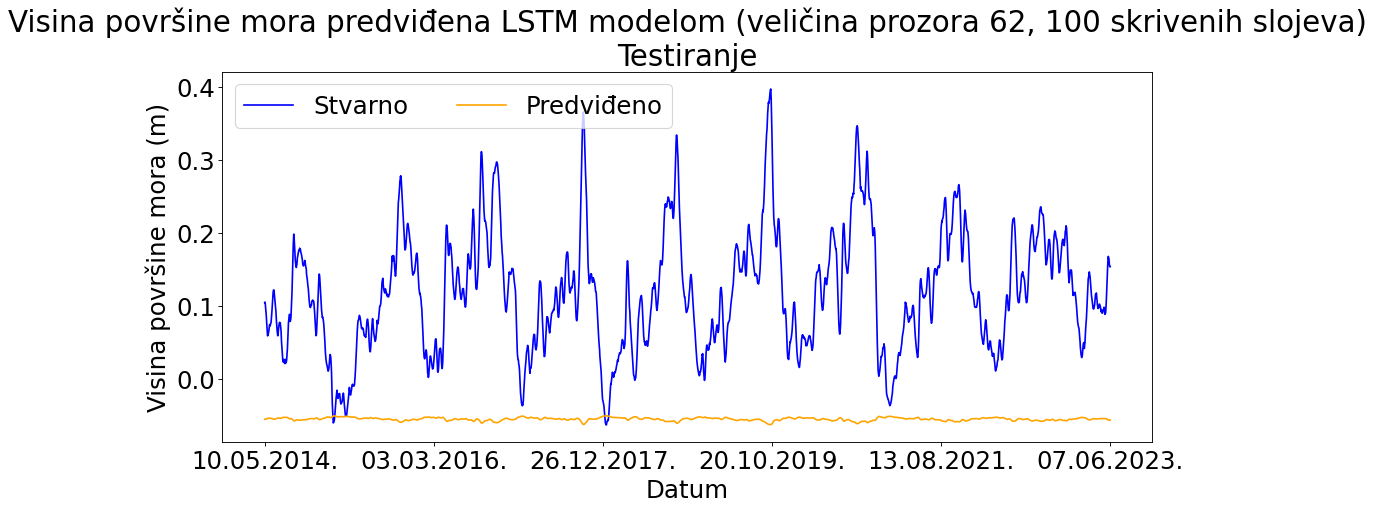 Visina površine mora predviđena LSTM modelom (veličina prozora 62, 100 skrivenih slojeva)
Testiranje
Stvarno
Predviđeno
Visina površine mora (m)
0.4
0.3
0.2
0.1
0.0
10.05.2014.
03.03.2016.
26.12.2017.
20.10.2019.
13.08.2021.
07.06.2023.
Datum